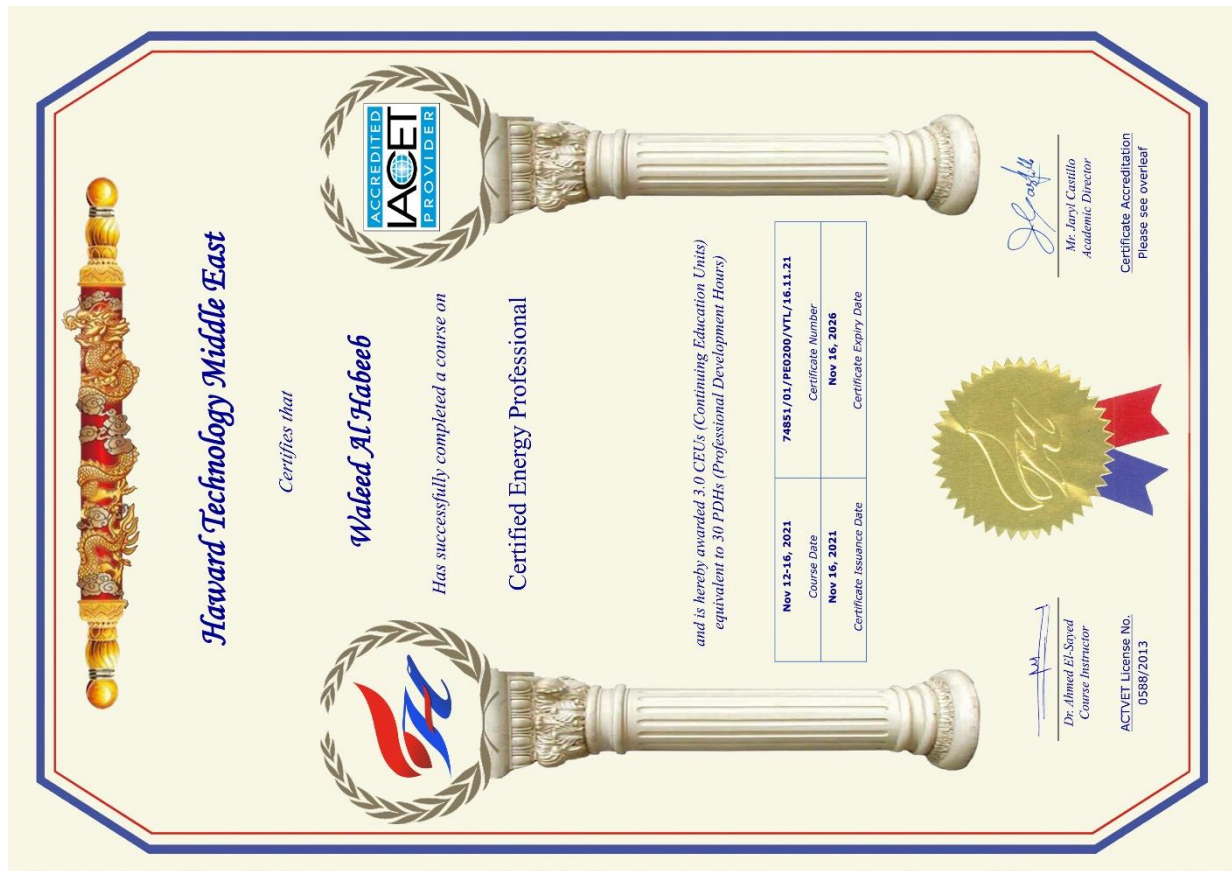 Haward Technology Middle East
Certifies that
ACCREDITED
IACET
PROVIDER
Waleed Al Habeeb
Has successfully completed a course on
Certified Energy Professional
and is hereby awarded 3.0 CEUs (Continuing Education Units)
equivalent to 30 PDHs (Professional Development Hours)
Nov 12-16, 2021
74851/01/PE0200/VTL/16.11.21
Course Date
Certificate Number
Nov 16, 2021
Nov 16, 2026
Certificate Issuance Date
Certificate Expiry Date
Dr. Ahmed El-Sayed
Mr. Jaryl Castillo
Course Instructor
Academic Director
ACTVET License No.
Certificate Accreditation
0588/2013
Please see overleaf